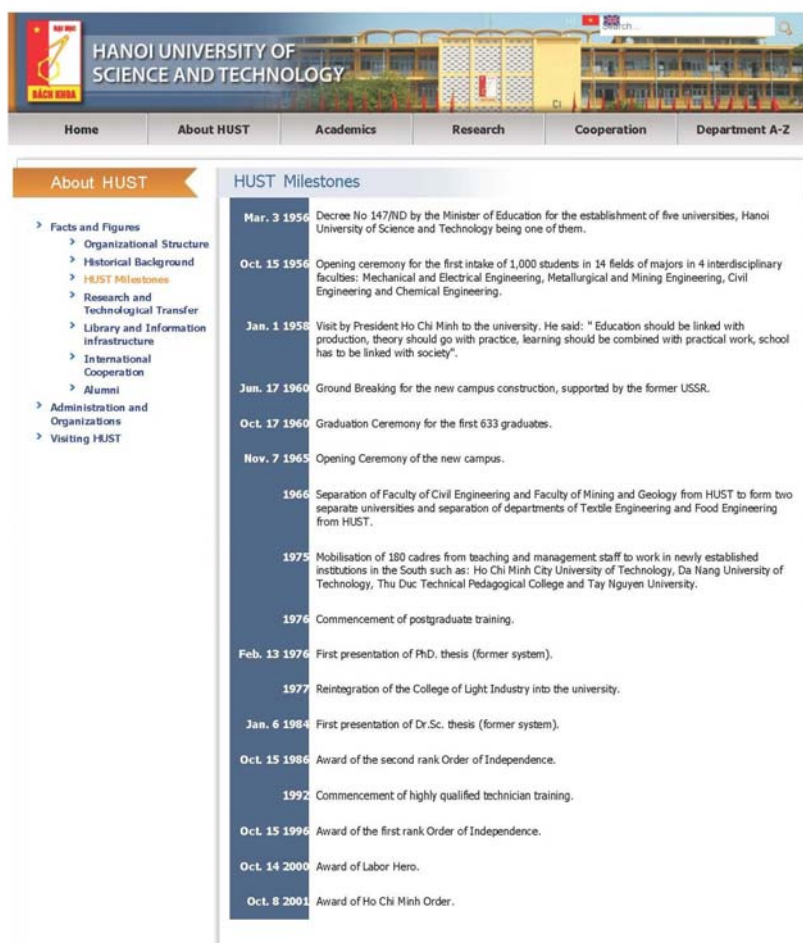 ĐẠI HỌC
BÁCH KHOA
HANOI UNIVERSITY OF
SCIENCE AND TECHNOLOGY
Search...
Home
About HUST
Academics
Research
Cooperation
Department A-Z
About HUST
Facts and Figures
Organizational Structure
Historical Background
HUST Milestones
Research and
Technological Transfer
Library and Information
infrastructure
International
Cooperation
Alumni
Administration and
Organizations
Visiting HUST
HUST Milestones
Mar. 3 1956 Decree No 147/ND by the Minister of Education for the establishment of five universities, Hanoi
University of Science and Technology being one of them.
Oct. 15 1956 Opening ceremony for the first intake of 1,000 students in 14 fields of majors in 4 interdisciplinary
faculties: Mechanical and Electrical Engineering, Metallurgical and Mining Engineering, Civil
Engineering and Chemical Engineering.
Jan. 1 1958 Visit by President Ho Chi Minh to the university. He said: " Education should be linked with
production, theory should go with practice, learning should be combined with practical work, school
has to be linked with society".
Jun. 17 1960 Ground Breaking for the new campus construction, supported by the former USSR.
Oct. 17 1960 Graduation Ceremony for the first 633 graduates.
Nov. 7 1965 Opening Ceremony of the new campus.
1966 Separation of Faculty of Civil Engineering and Faculty of Mining and Geology from HUST to form two
separate universities and separation of departments of Textile Engineering and Food Engineering
from HUST.
1975 Mobilisation of 180 cadres from teaching and management staff to work in newly established
institutions in the South such as: Ho Chi Minh City University of Technology, Da Nang University of
Technology, Thu Duc Technical Pedagogical College and Tay Nguyen University.
1976 Commencement of postgraduate training.
Feb. 13 1976 First presentation of PhD. thesis (former system).
1977 Reintegration of the College of Light Industry into the university.
Jan. 6 1984 First presentation of Dr.Sc. thesis (former system).
Oct. 15 1986 Award of the second rank Order of Independence.
1992 Commencement of highly qualified technician training.
Oct. 15 1996 Award of the first rank Order of Independence.
Oct. 14 2000 Award of Labor Hero.
Oct. 8 2001 Award of Ho Chi Minh Order.